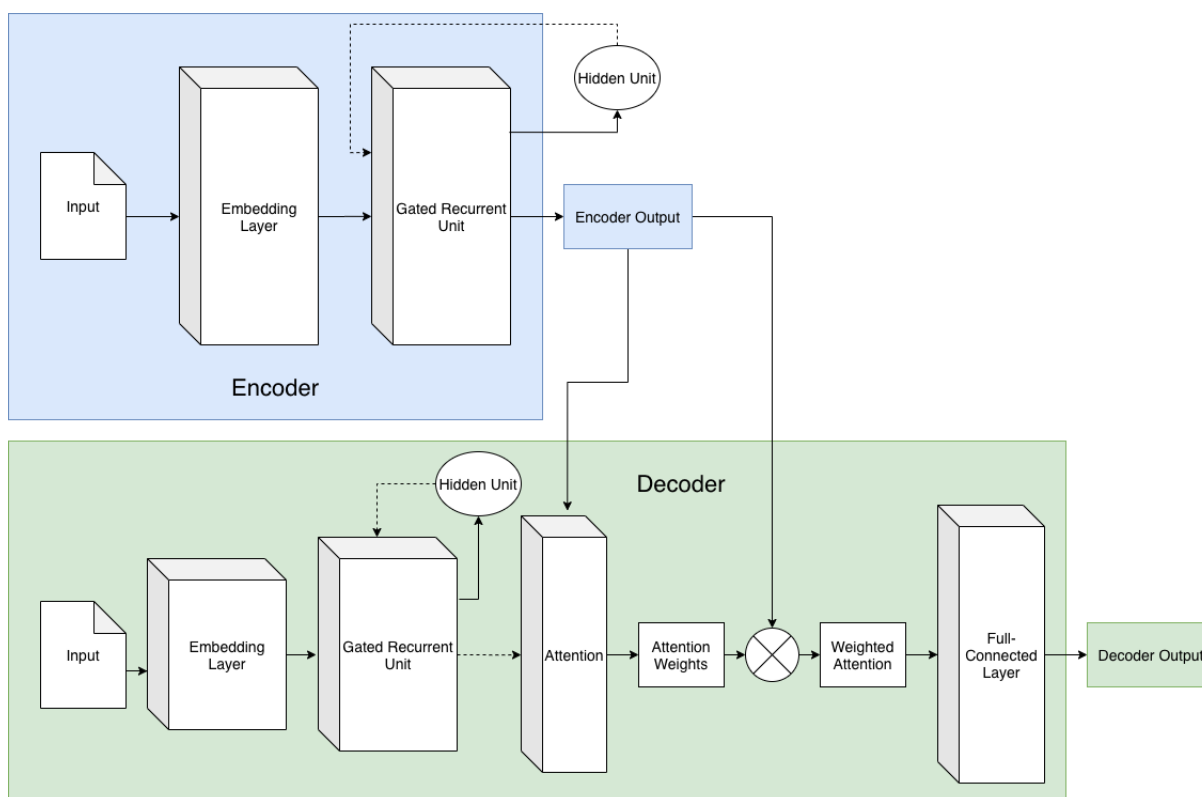 Hidden Unit
Input
Embedding
Layer
Gated Recurrent
Unit
Encoder Output
Encoder
Hidden Unit
Decoder
Input
Embedding
Layer
Gated Recurrent
Unit
Attention
Attention
Weights
Weighted
Attention
Full-
Connected
Layer
Decoder Output